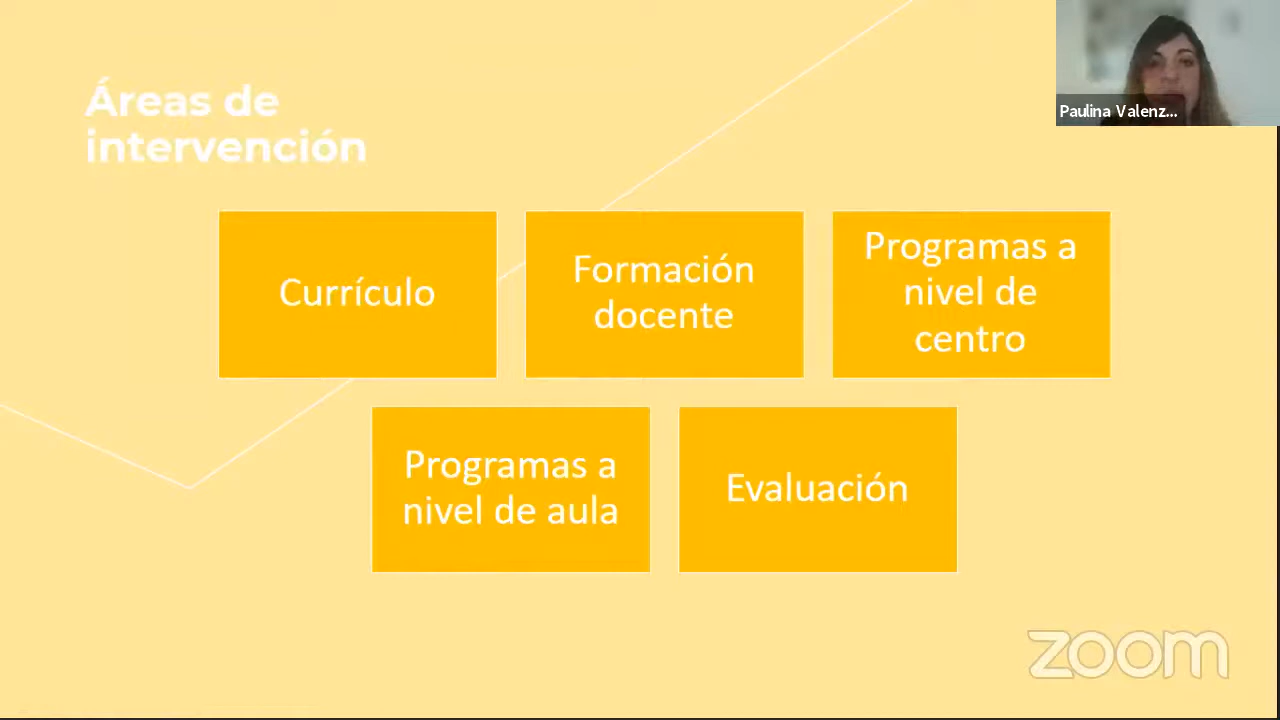 Áreas de
intervención
Paulina Valenz...
Currículo
Formación
docente
Programas a
nivel de
centro
Programas a
nivel de aula
Evaluación
zoom